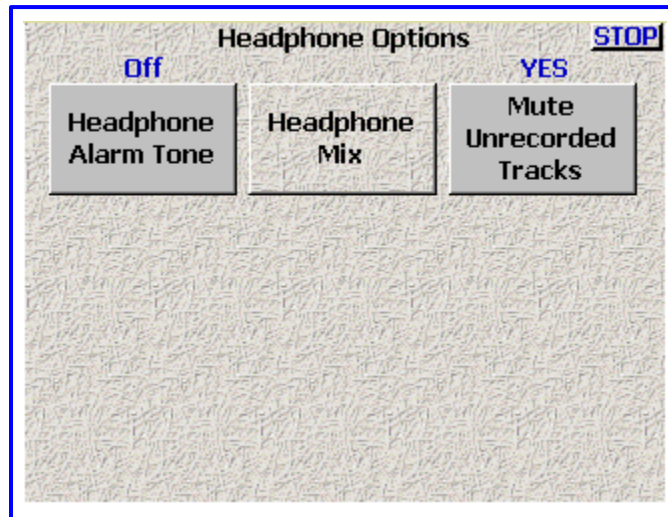 Headphone Options
STOP
Off
YES
Headphone
Alarm Tone
Headphone
Mix
Mute
Unrecorded
Tracks